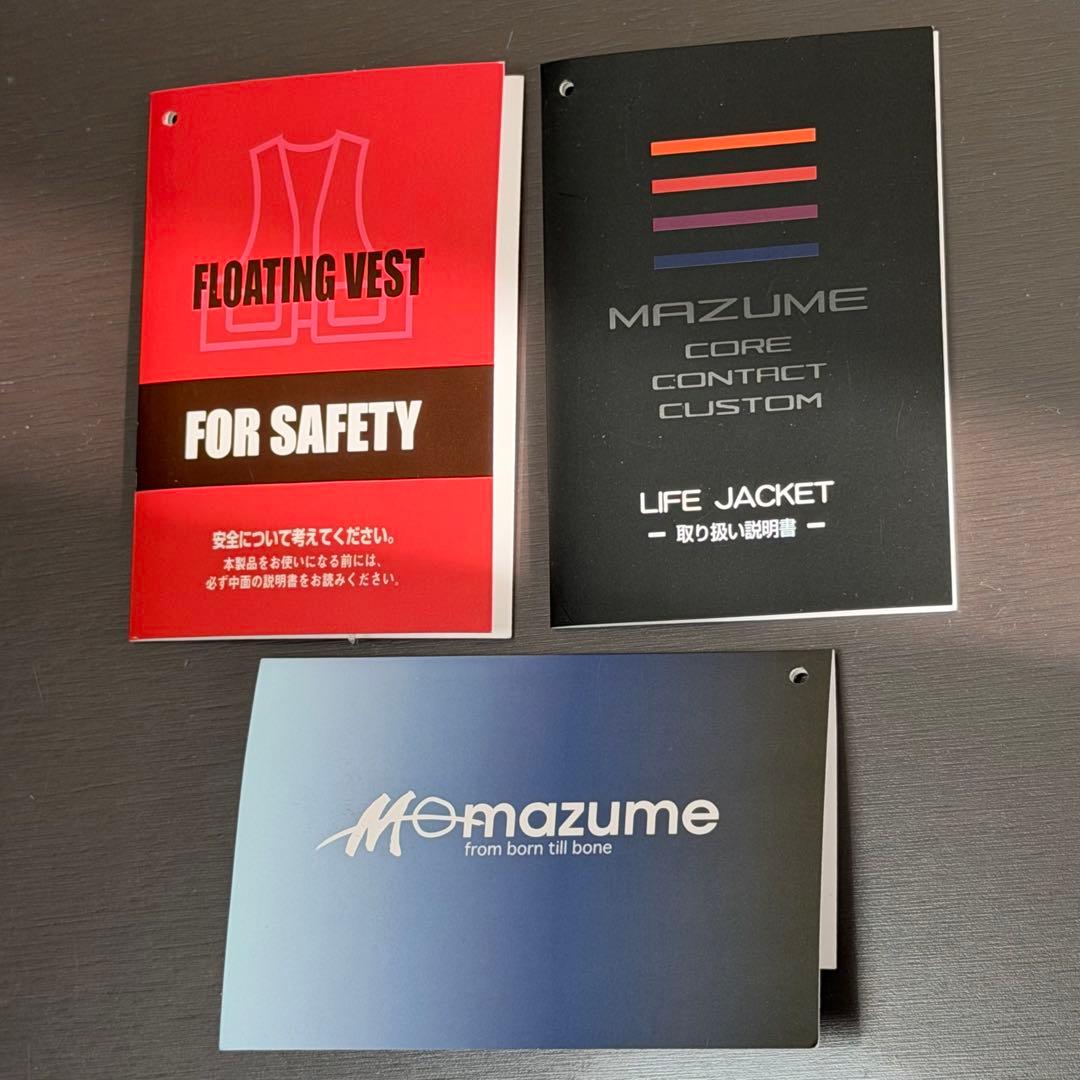 FLOATING VEST
FOR SAFETY
安全について考えてください。
本製品をお使いになる前には、
必ず中面の説明書をお読みください。
MAZUME
CORE
CONTACT
CUSTOM
LIFE JACKET
ー 取り扱い説明書 ー
mazume
from born till bone